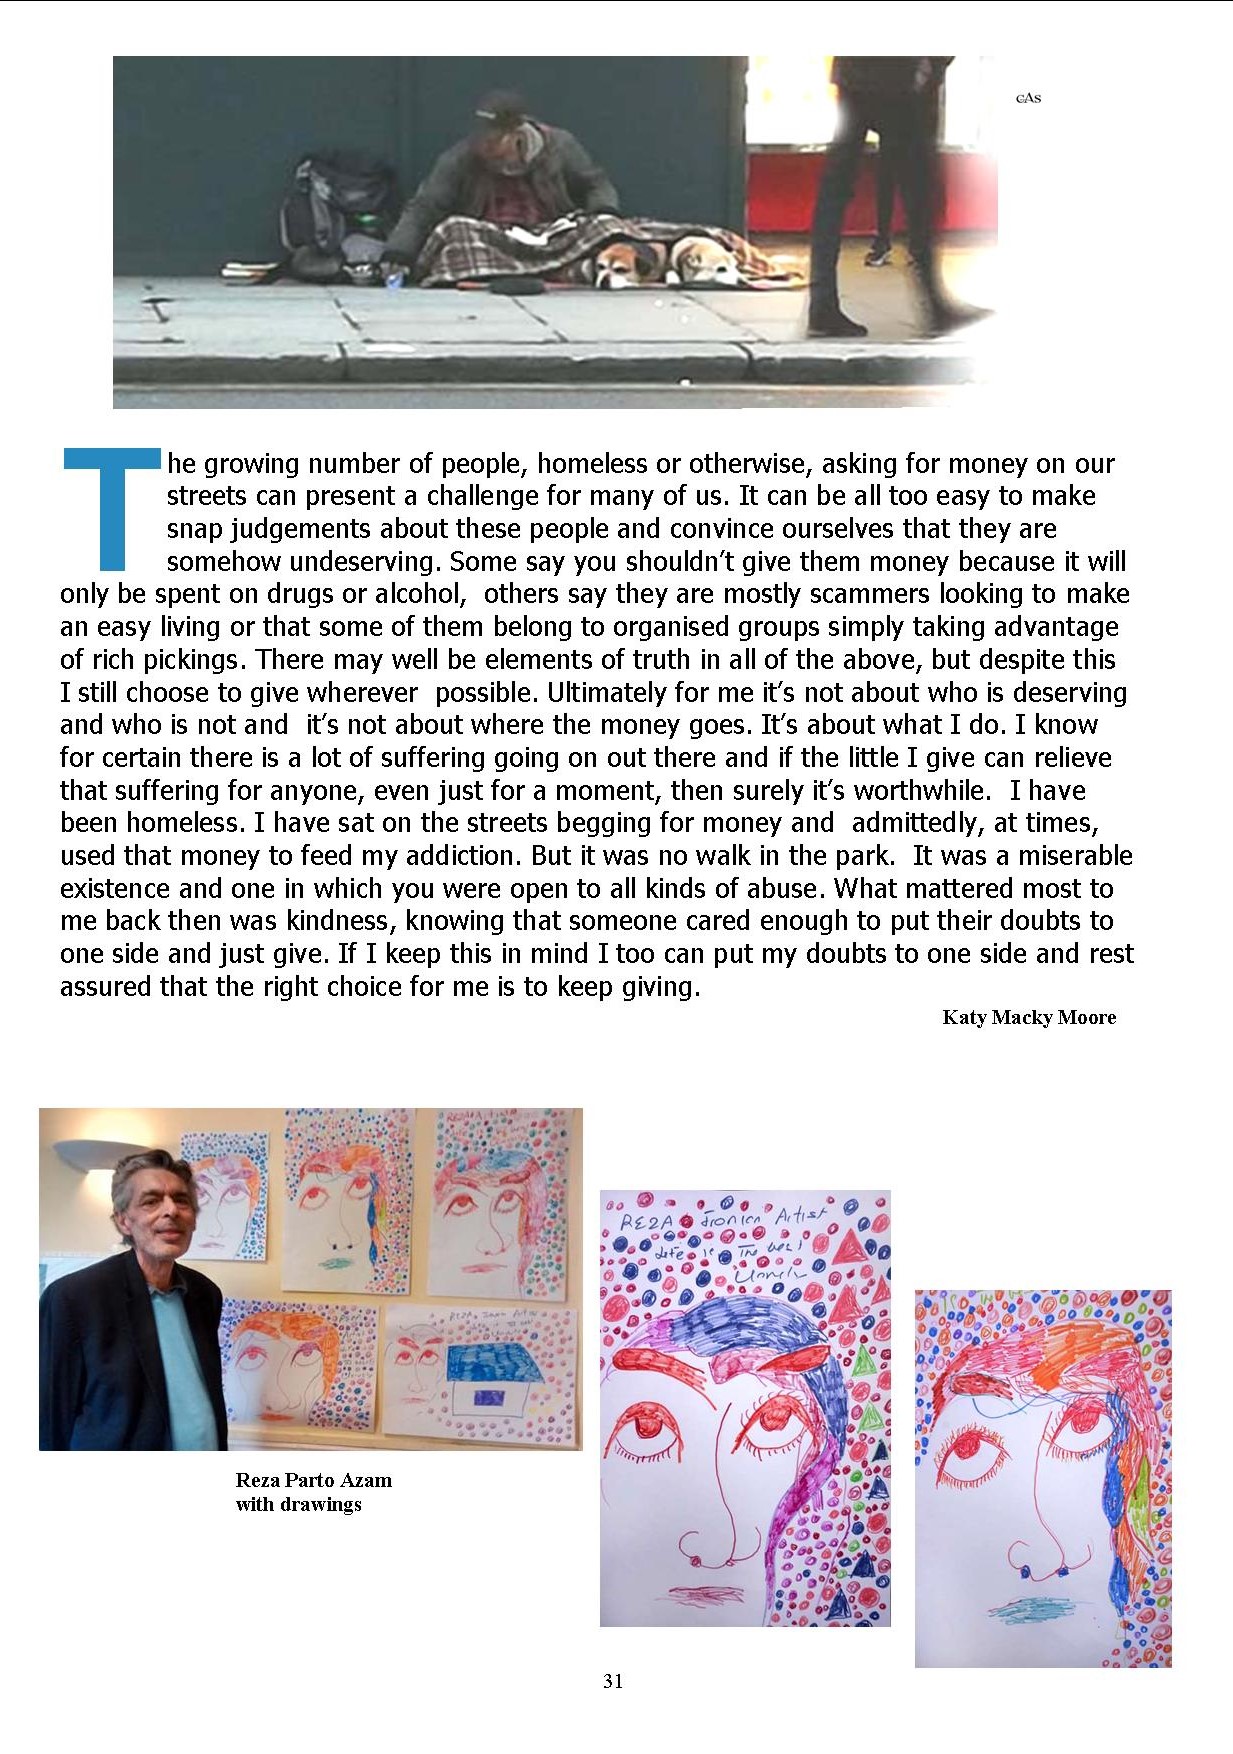 GAS
The growing number of people, homeless or otherwise, asking for money on our
streets can present a challenge for many of us. It can be all too easy to make
snap judgements about these people and convince ourselves that they are
somehow undeserving. Some say you shouldn’t give them money because it will
only be spent on drugs or alcohol,  others say they are mostly scammers looking to make
an easy living or that some of them belong to organised groups simply taking advantage
of rich pickings. There may well be elements of truth in all of the above, but despite this
I still choose to give wherever  possible. Ultimately for me it’s not about who is deserving
and who is not and  it’s not about where the money goes. It’s about what I do. I know
for certain there is a lot of suffering going on out there and if the little I give can relieve
that suffering for anyone, even just for a moment, then surely it’s worthwhile.  I have
been homeless. I have sat on the streets begging for money and  admittedly, at times,
used that money to feed my addiction. But it was no walk in the park.  It was a miserable
existence and one in which you were open to all kinds of abuse. What mattered most to
me back then was kindness, knowing that someone cared enough to put their doubts to
one side and just give. If I keep this in mind I too can put my doubts to one side and rest
assured that the right choice for me is to keep giving.
Katy Macky Moore
REZA Artist
REZA
REZA Ironian Artist
life is The best
Reza Parto Azam
with drawings
31